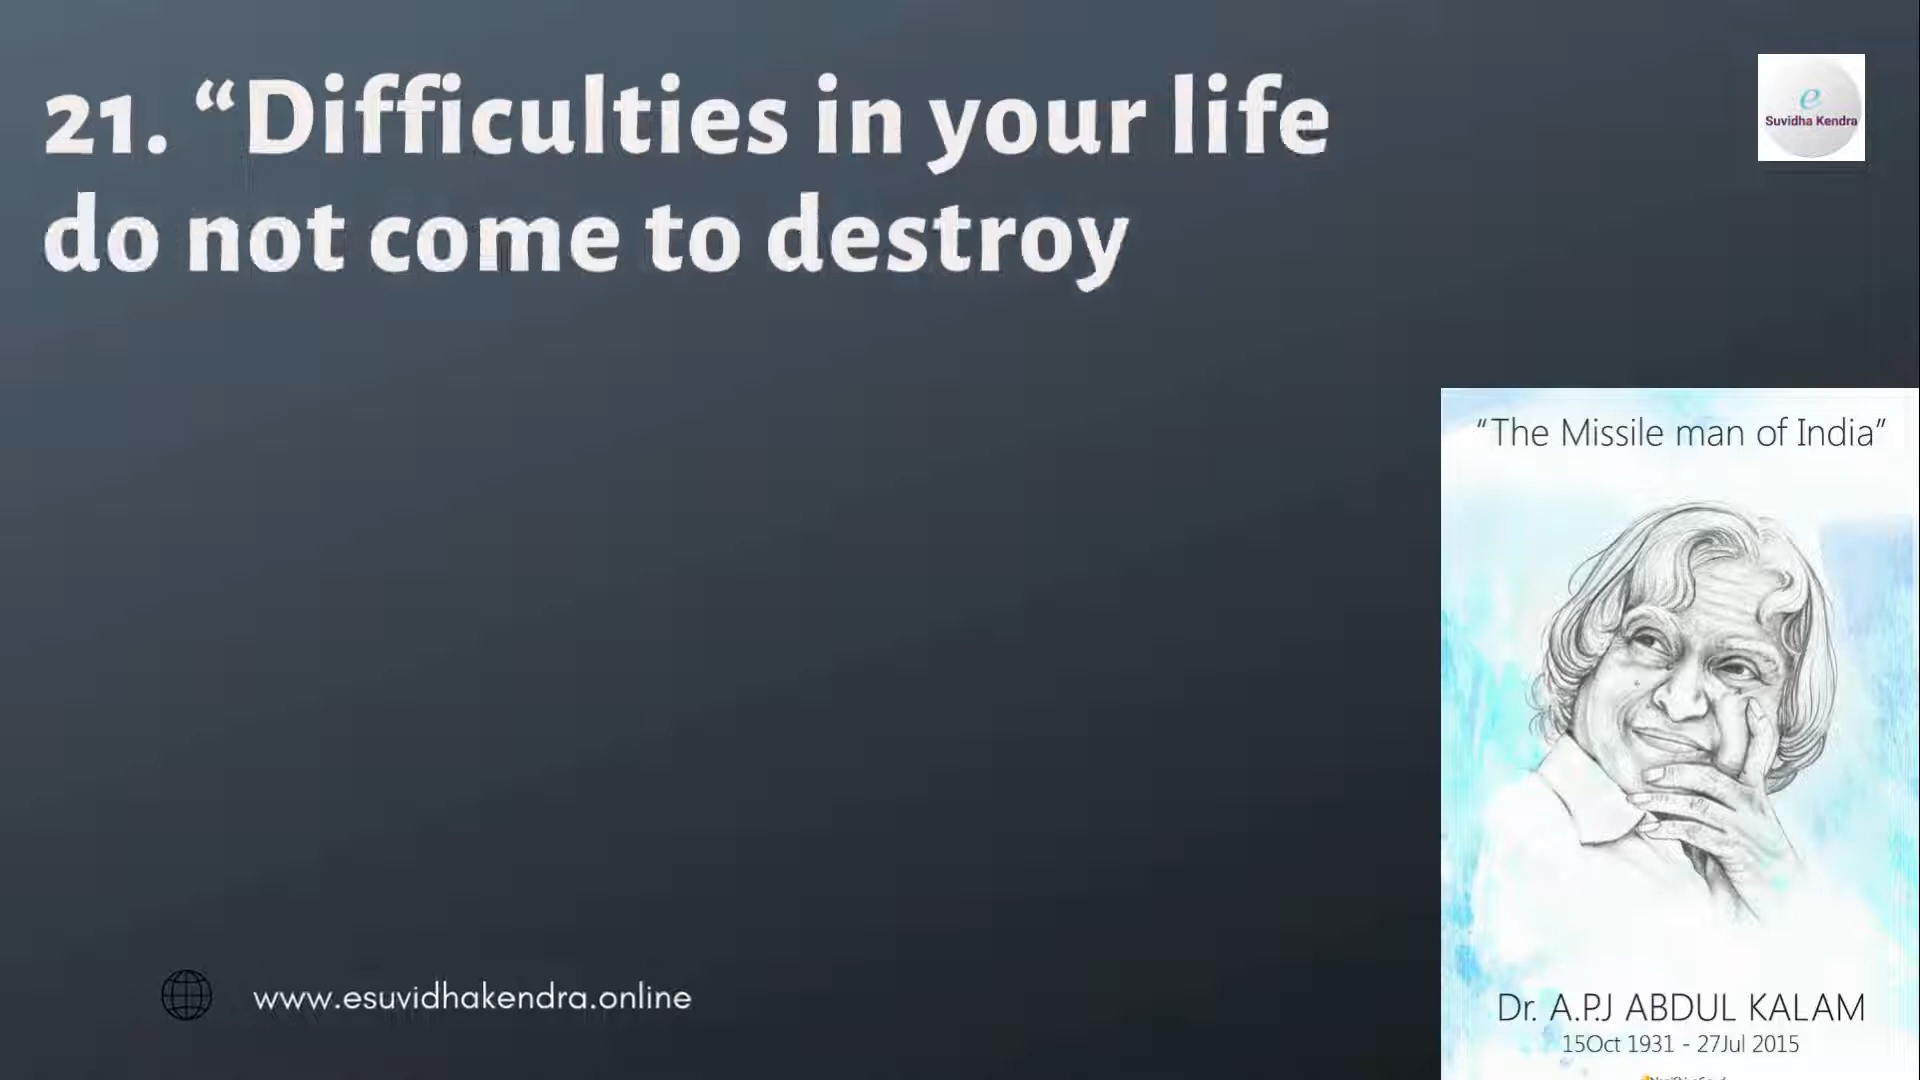 21. “Difficulties in your life
do not come to destroy
e
Suvidha Kendra
“The Missile man of India”
Dr. A.P.J ABDUL KALAM
15Oct 1931 - 27Jul 2015
www.esuvidhakendra.online